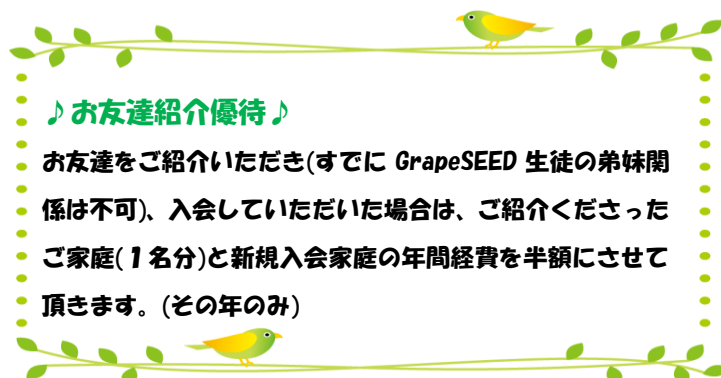 ♪お友達紹介優待♪
お友達をご紹介いただき(すでに GrapeSEED 生徒の弟妹関
係は不可)、入会していただいた場合は、ご紹介くださった
ご家庭(１名分)と新規入会家庭の年間経費を半額にさせて
頂きます。(その年のみ)